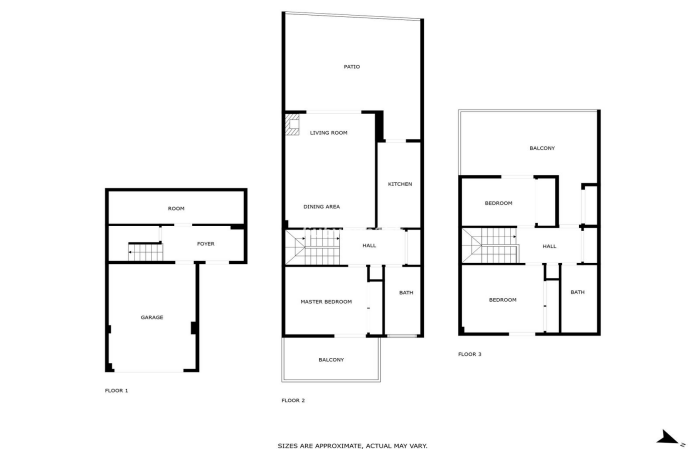 ROOM
FOYER
GARAGE
FLOOR 1
PATIO
LIVING ROOM
KITCHEN
DINING AREA
HALL
MASTER BEDROOM
BATH
BALCONY
FLOOR 2
BALCONY
BEDROOM
HALL
BEDROOM
BATH
FLOOR 3
SIZES ARE APPROXIMATE, ACTUAL MAY VARY.
N